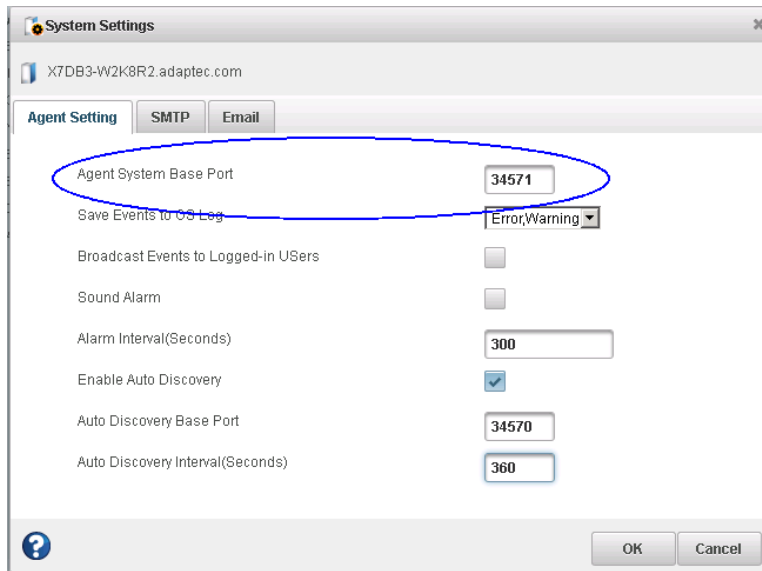 System Settings
X7DB3-W2K8R2.adaptec.com
Agent Setting SMTP Email
Agent System Base Port 34571
Save Events to OS Log Error,Warning
Broadcast Events to Logged-in USers
Sound Alarm
Alarm Interval(Seconds) 300
Enable Auto Discovery
Auto Discovery Base Port 34570
Auto Discovery Interval(Seconds) 360
? OK Cancel